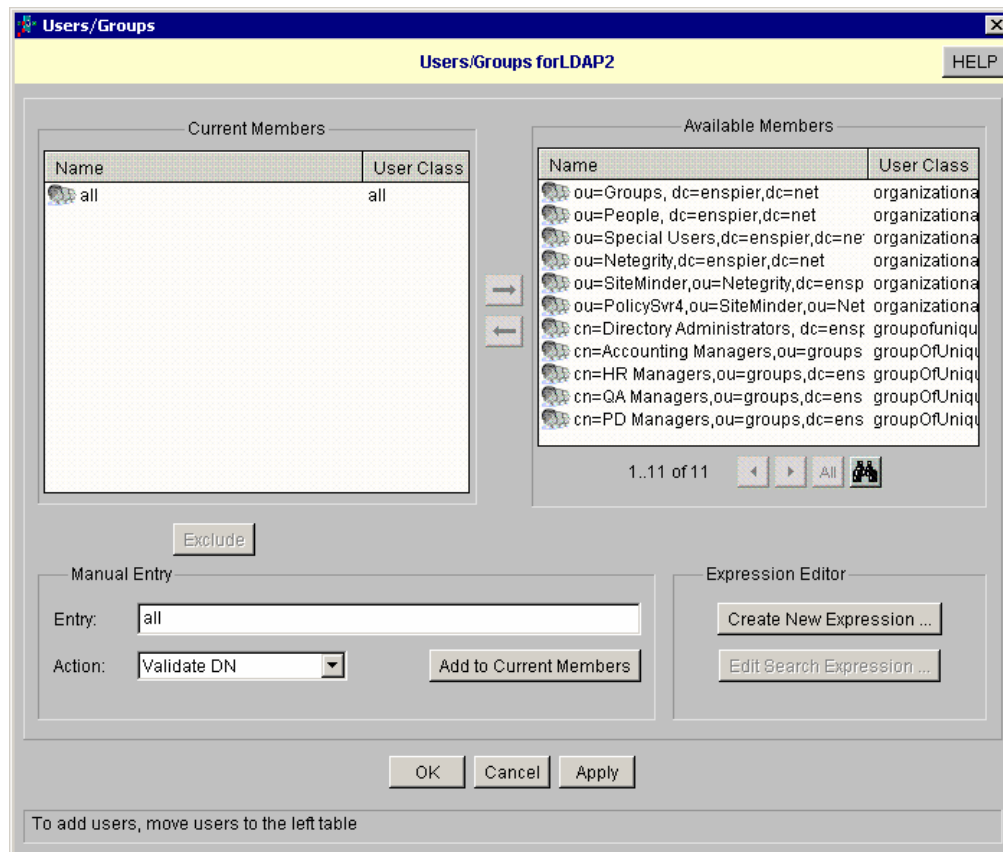 Users/Groups
Users/Groups forLDAP2
HELP
Current Members
Name User Class
all all
Available Members
Name User Class
ou=Groups, dc=enspier,dc=net organizationa
ou=People, dc=enspier,dc=net organizationa
ou=Special Users,dc=enspier,dc=ne organizationa
ou=Netegrity,dc=enspier,dc=net organizationa
ou=SiteMinder,ou=Netegrity,dc=ensp organizationa
ou=PolicySvr4,ou=SiteMinder,ou=Net organizationa
cn=Directory Administrators, dc=ensp groupofuniqu
cn=Accounting Managers,ou=groups groupOfUniqu
cn=HR Managers,ou=groups,dc=ens groupOfUniqu
cn=QA Managers,ou=groups,dc=ens groupOfUniqu
cn=PD Managers,ou=groups,dc=ens groupOfUniqu
1..11 of 11 All
Exclude
Manual Entry
Entry: all
Action: Validate DN Add to Current Members
Expression Editor
Create New Expression ...
Edit Search Expression ...
OK Cancel Apply
To add users, move users to the left table